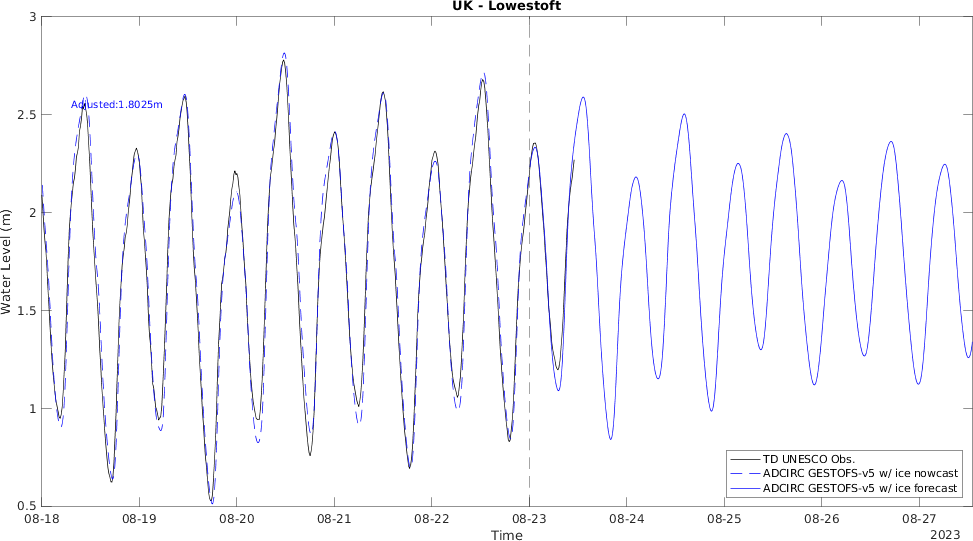 UK - Lowestoft
3
2.5
2
1.5
1
0.5
Water Level (m)
Adjusted:1.8025m
TD UNESCO Obs.
ADCIRC GESTOFS-v5 w/ ice nowcast
ADCIRC GESTOFS-v5 w/ ice forecast
08-18 08-19 08-20 08-21 08-22 08-23 08-24 08-25 08-26 08-27
Time
2023